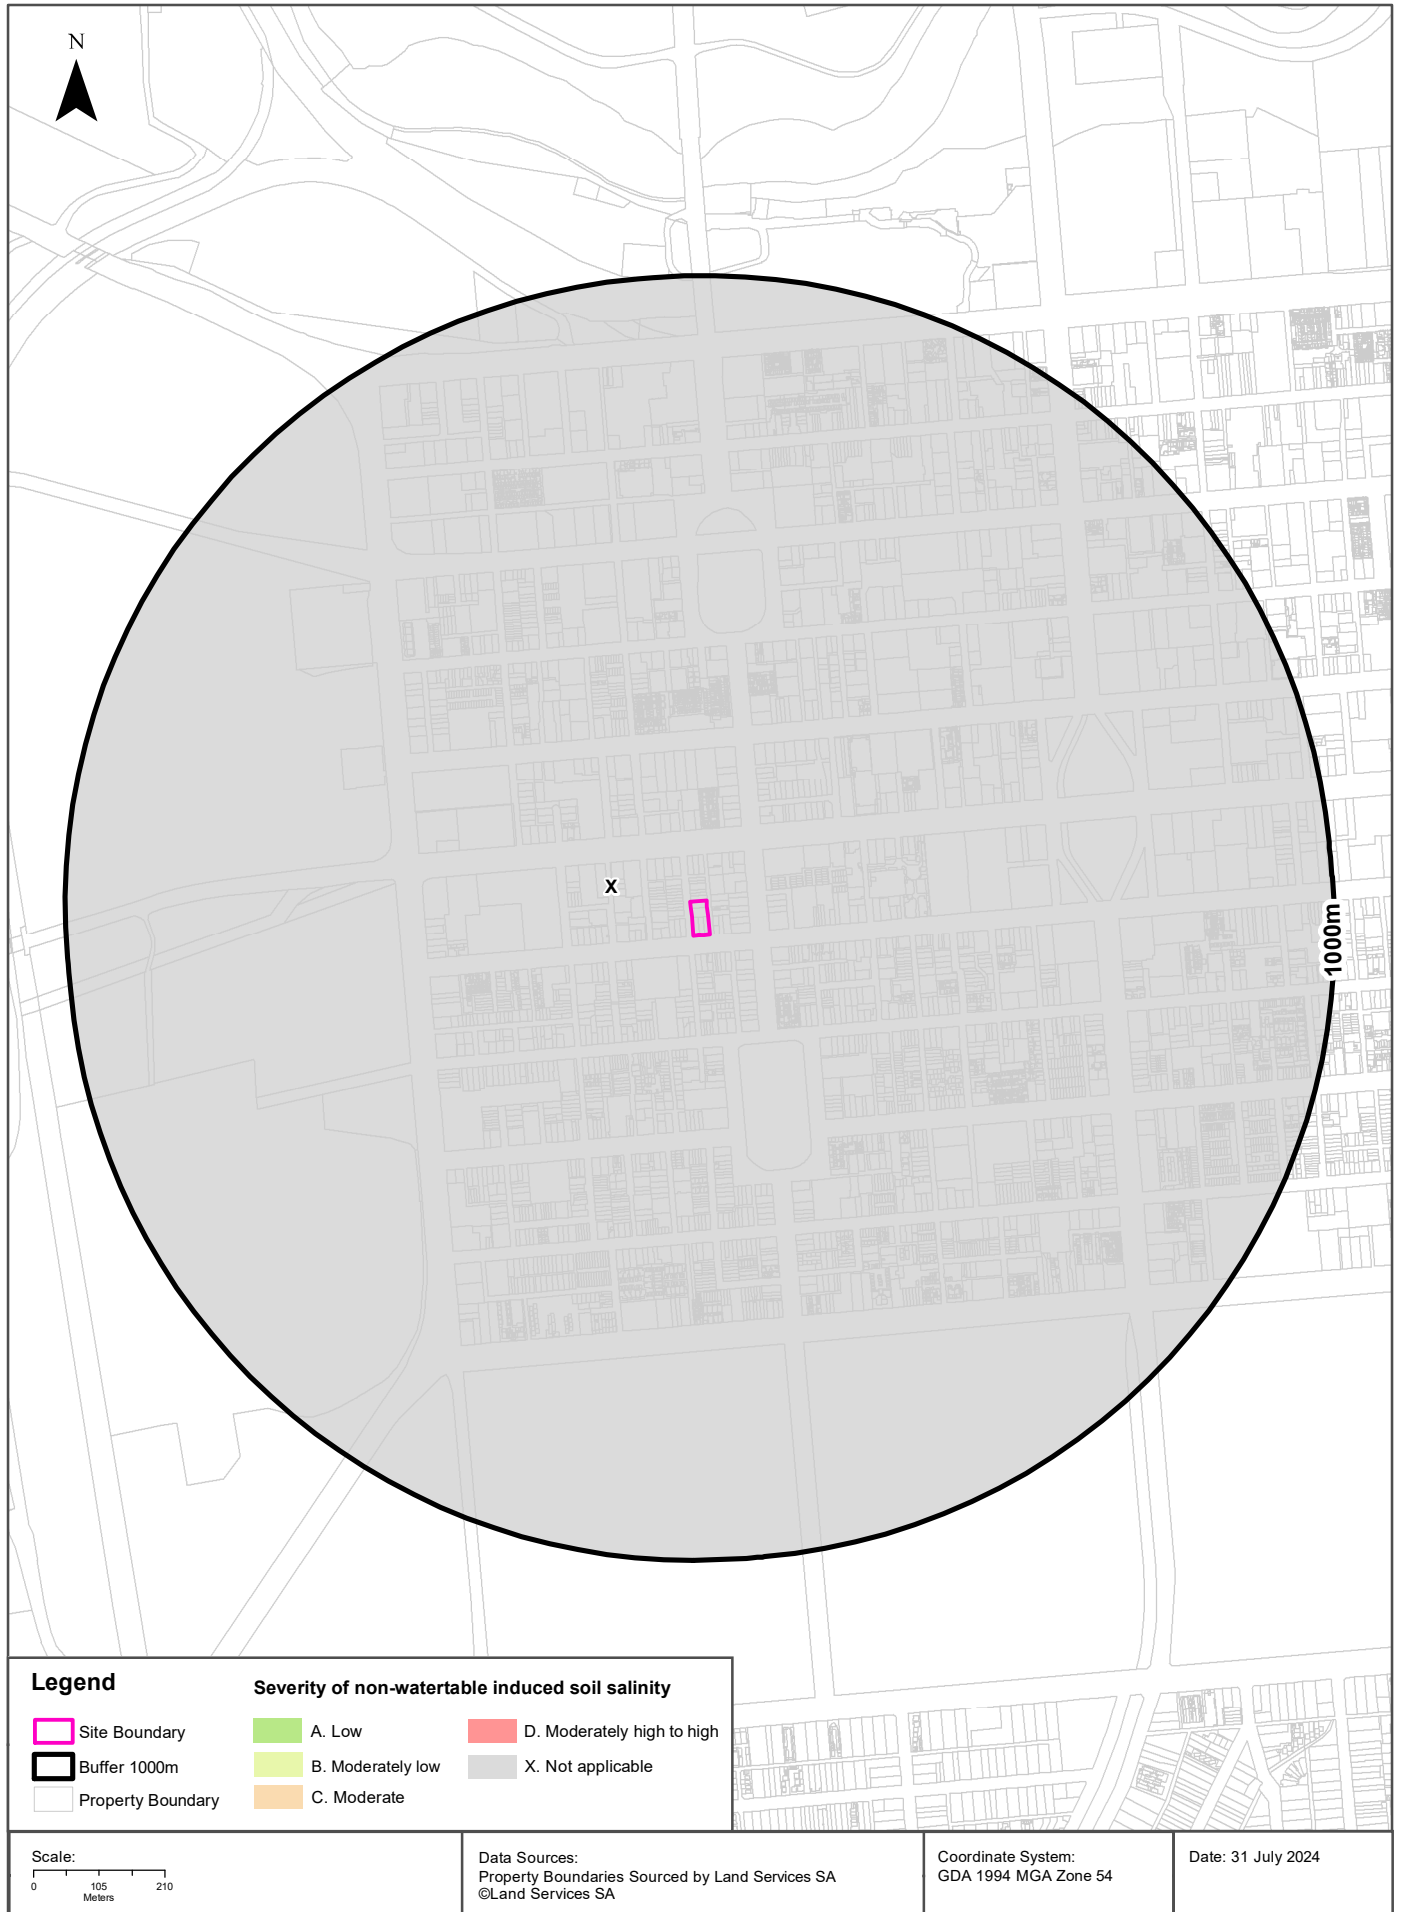 N
X
1000m
Legend
Severity of non-watertable induced soil salinity
Site Boundary
A. Low
D. Moderately high to high
Buffer 1000m
B. Moderately low
X. Not applicable
Property Boundary
C. Moderate
Scale:
0 105 210
Meters
Data Sources:
Property Boundaries Sourced by Land Services SA
©Land Services SA
Coordinate System:
GDA 1994 MGA Zone 54
Date: 31 July 2024